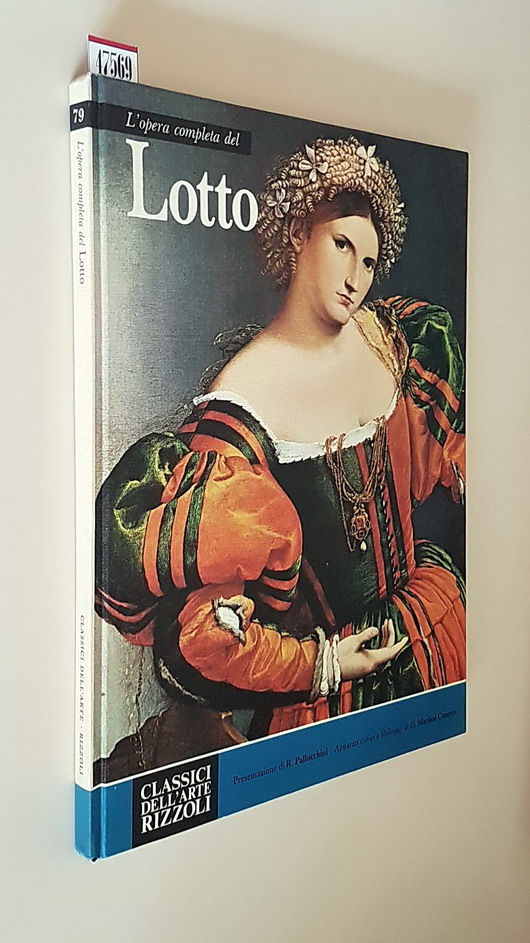 47569
L'opera completa del
Lotto
79
L'opera completa del Lotto
CLASSICI DELL'ARTE · RIZZOLI
CLASSICI
DELL'ARTE
RIZZOLI
Presentazione di R. Pallucchini · Apparati critici e filologici di G. Mariani Canova